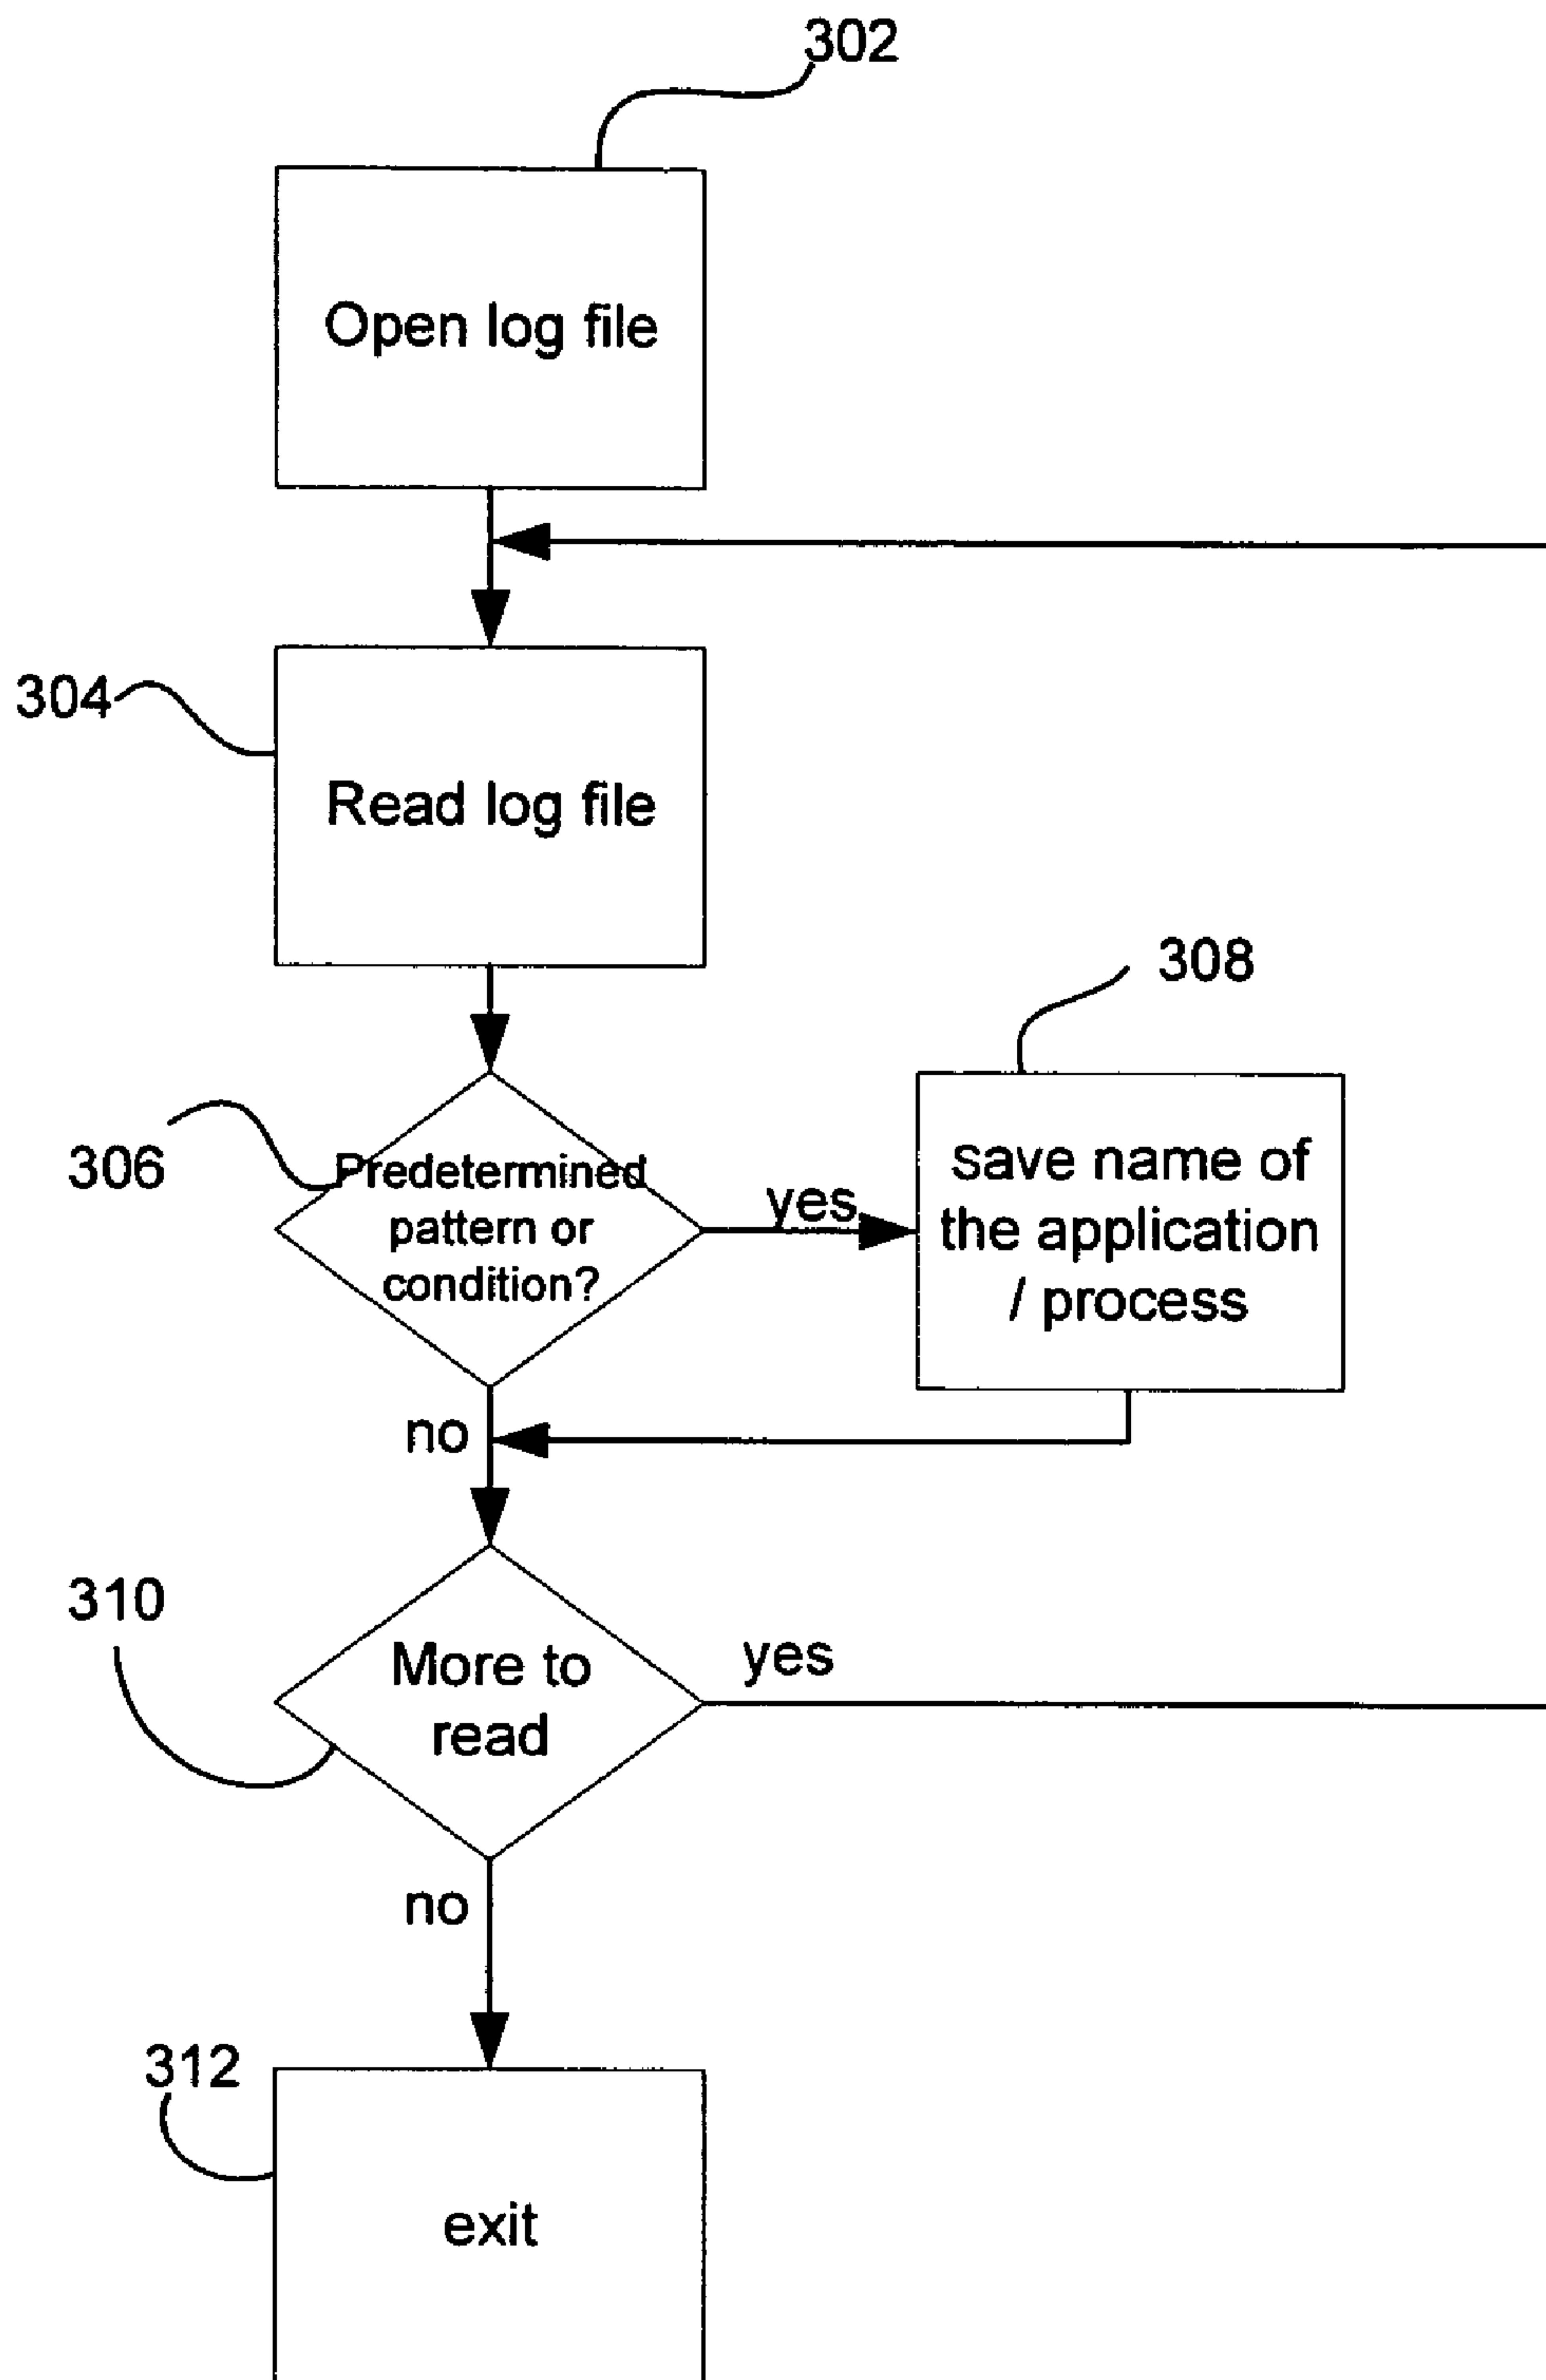 302
Open log file
304
Read log file
308
306
Predetermined
pattern or
condition?
yes
save name of
the application
/ process
no
310
More to
read
yes
no
312
exit